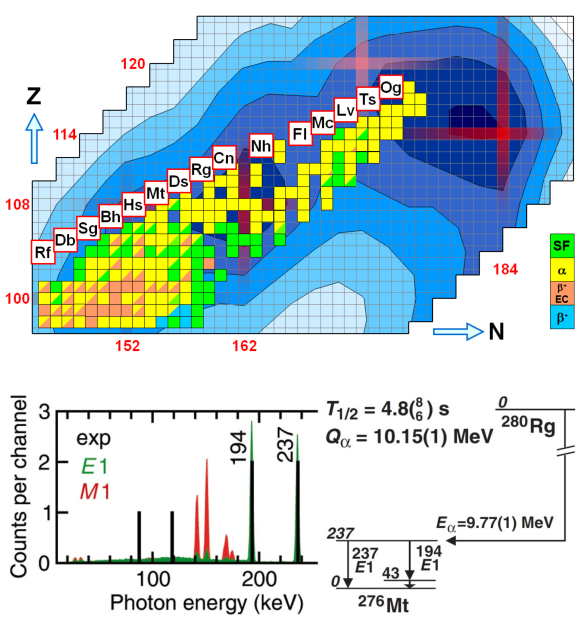 Z
120
114
108
100
Og
Ts
Lv
Mc
Fl
Nh
Cn
Rg
Ds
Mt
Hs
Bh
Sg
Db
Rf
184
SF
α
β⁺
EC
β⁻
N
152
162
Counts per channel
3
2
1
0
exp
E1
M1
194
237
100
200
Photon energy (keV)
T₁/₂ = 4.8(⁸₆) s
Qα = 10.15(1) MeV
0
²⁸⁰Rg
Eα=9.77(1) MeV
237
237
E1
194
E1
43
0
²⁷⁶Mt